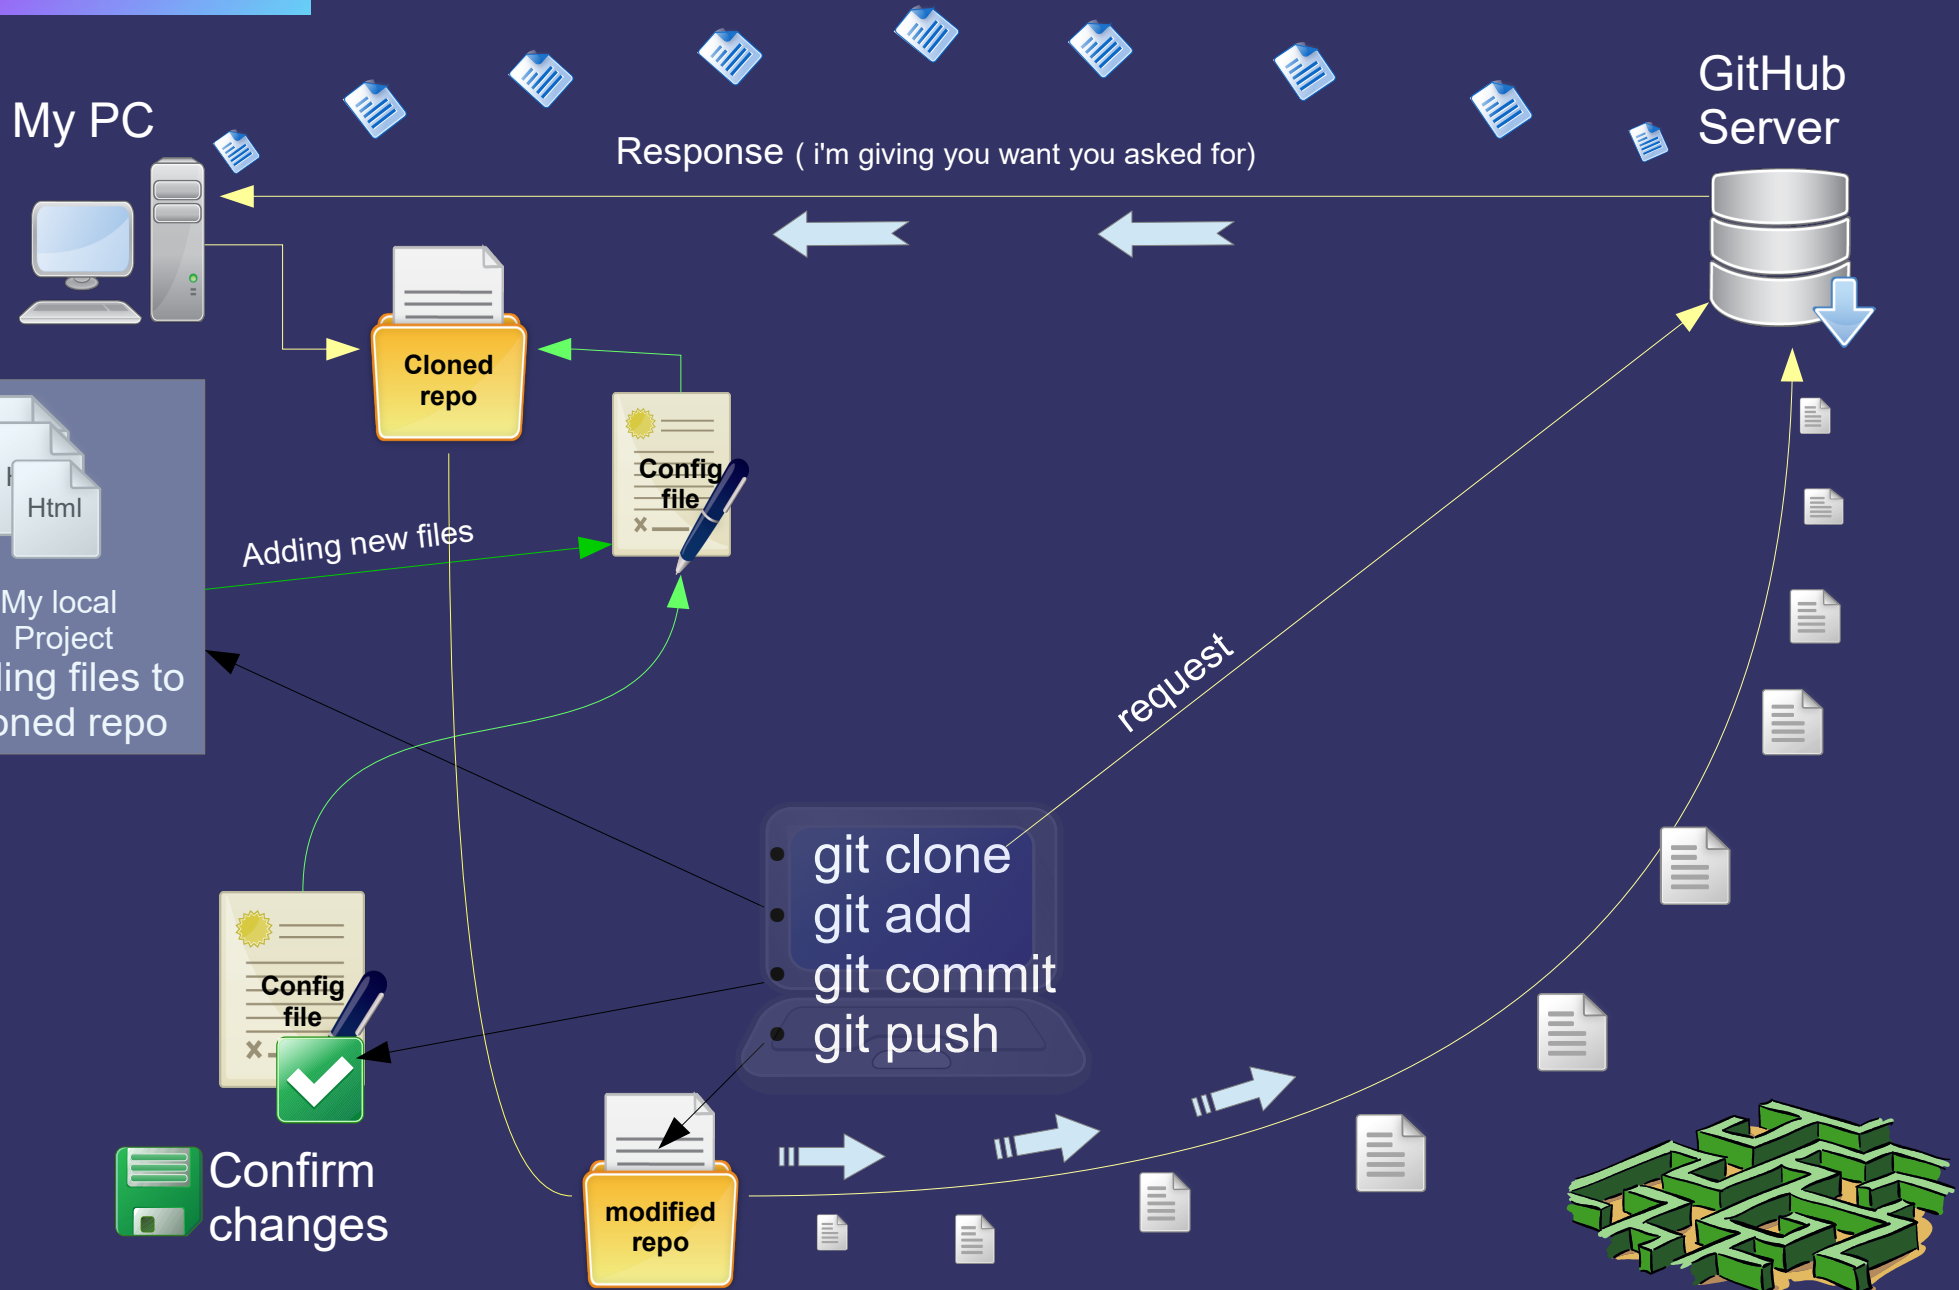 GitHub
Server
My PC
Response ( i'm giving you want you asked for)
Cloned
repo
Config
file
Html
Adding new files
My local
Project
files to
repo
request
git clone
git add
git commit
git push
Config
file
Confirm
changes
modified
repo